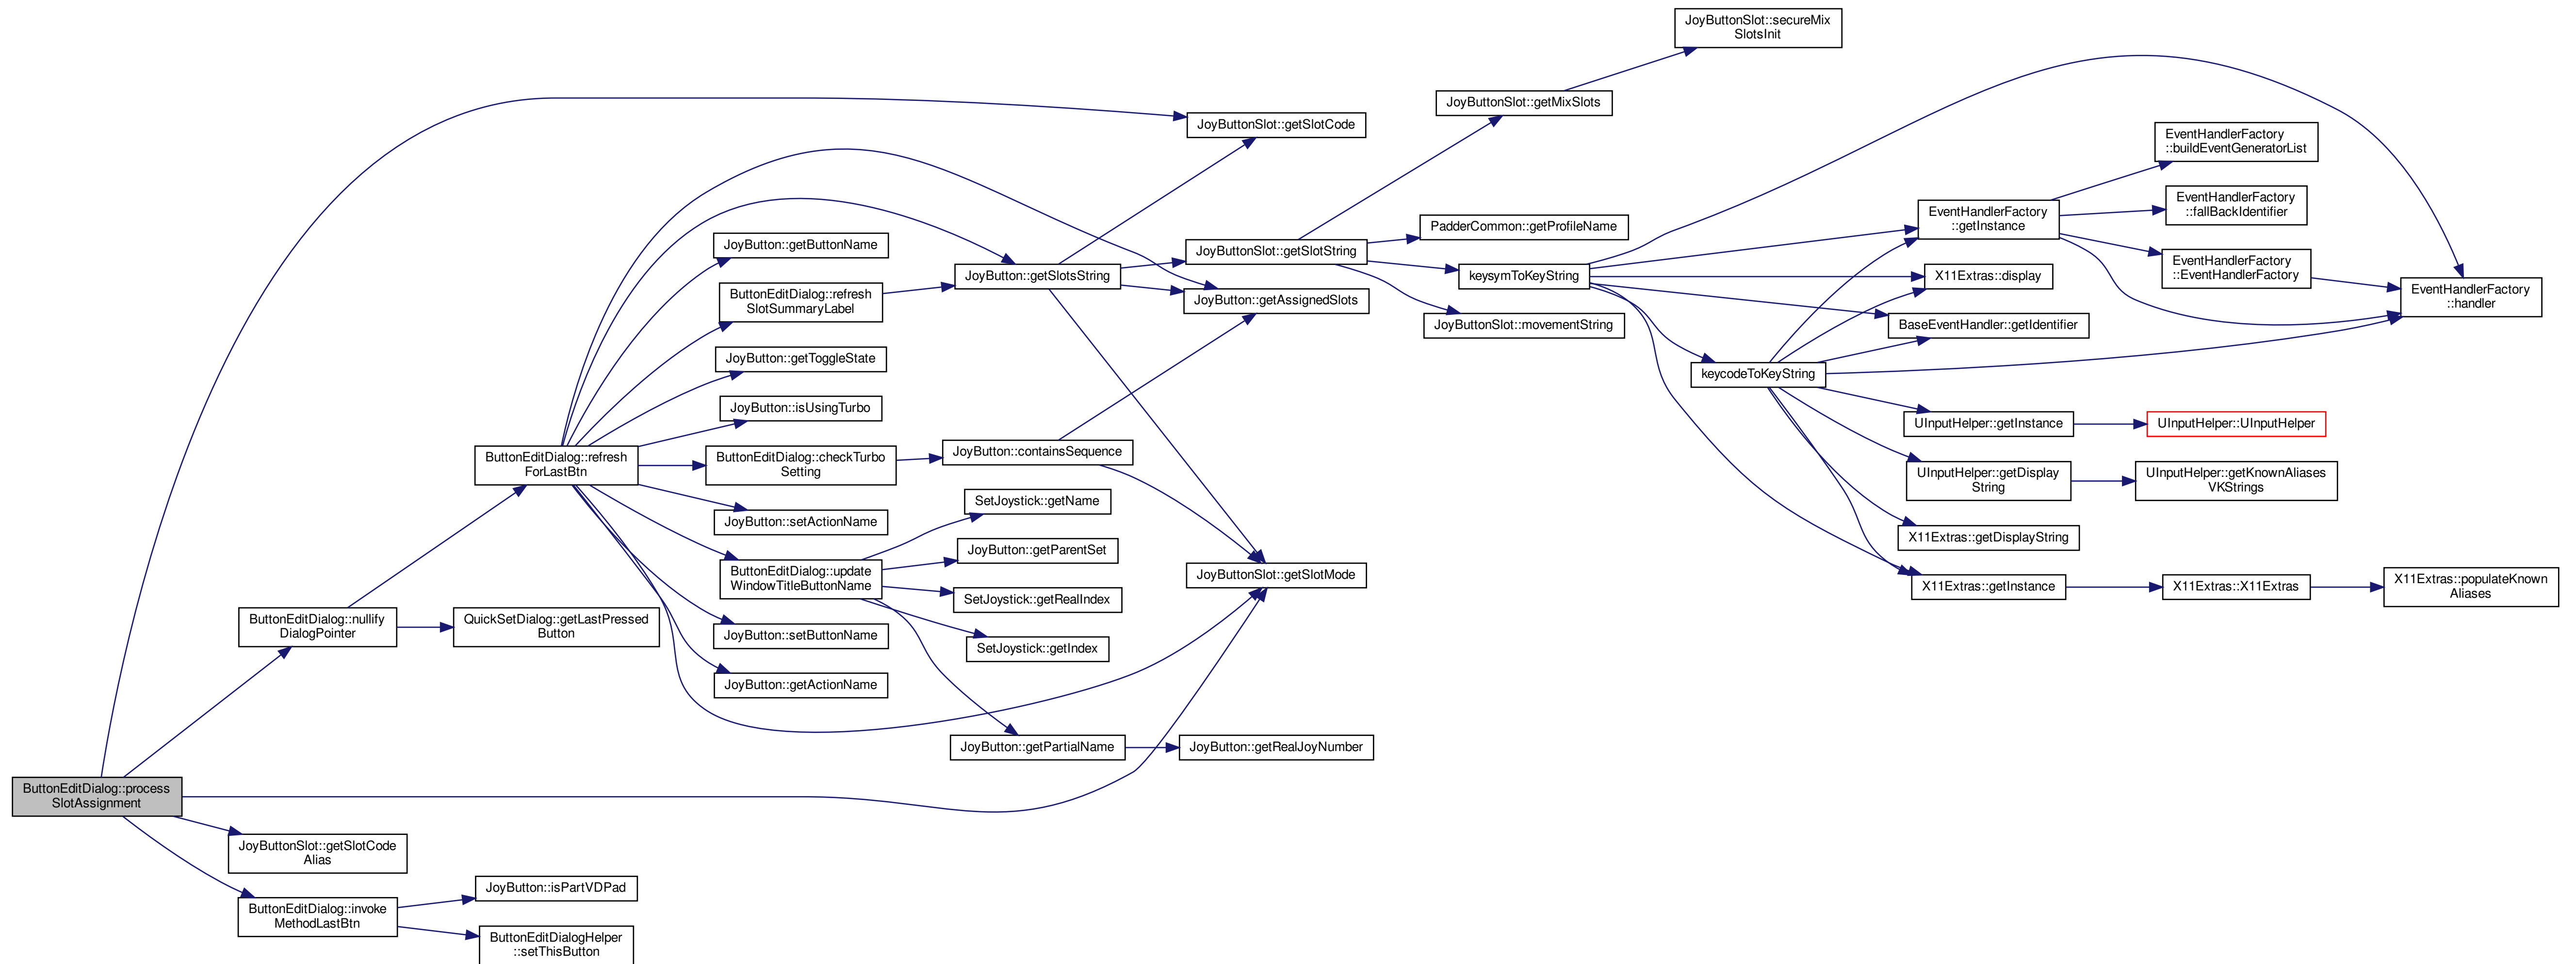 ButtonEditDialog::process
SlotAssignment
JoyButtonSlot::getSlotCode
ButtonEditDialog::nullify
DialogPointer
JoyButtonSlot::getSlotMode
JoyButtonSlot::getSlotCode
Alias
ButtonEditDialog::invoke
MethodLastBtn
ButtonEditDialog::refresh
ForLastBtn
QuickSetDialog::getLastPressed
Button
JoyButton::isPartVDPad
ButtonEditDialogHelper
::setThisButton
JoyButton::getButtonName
ButtonEditDialog::refresh
SlotSummaryLabel
JoyButton::getToggleState
JoyButton::isUsingTurbo
ButtonEditDialog::checkTurbo
Setting
JoyButton::setActionName
ButtonEditDialog::update
WindowTitleButtonName
JoyButton::setButtonName
JoyButton::getActionName
JoyButton::getSlotsString
JoyButton::containsSequence
SetJoystick::getName
JoyButton::getParentSet
SetJoystick::getRealIndex
SetJoystick::getIndex
JoyButton::getPartialName
JoyButton::getRealJoyNumber
JoyButtonSlot::getSlotString
JoyButton::getAssignedSlots
JoyButtonSlot::getMixSlots
JoyButtonSlot::secureMix
SlotsInit
PadderCommon::getProfileName
keysymToKeyString
JoyButtonSlot::movementString
keycodeToKeyString
EventHandlerFactory
::getInstance
X11Extras::display
BaseEventHandler::getIdentifier
UInputHelper::getInstance
UInputHelper::getDisplay
String
X11Extras::getDisplayString
X11Extras::getInstance
EventHandlerFactory
::buildEventGeneratorList
EventHandlerFactory
::fallBackIdentifier
EventHandlerFactory
::EventHandlerFactory
EventHandlerFactory
::handler
UInputHelper::UInputHelper
UInputHelper::getKnownAliases
VKStrings
X11Extras::X11Extras
X11Extras::populateKnown
Aliases